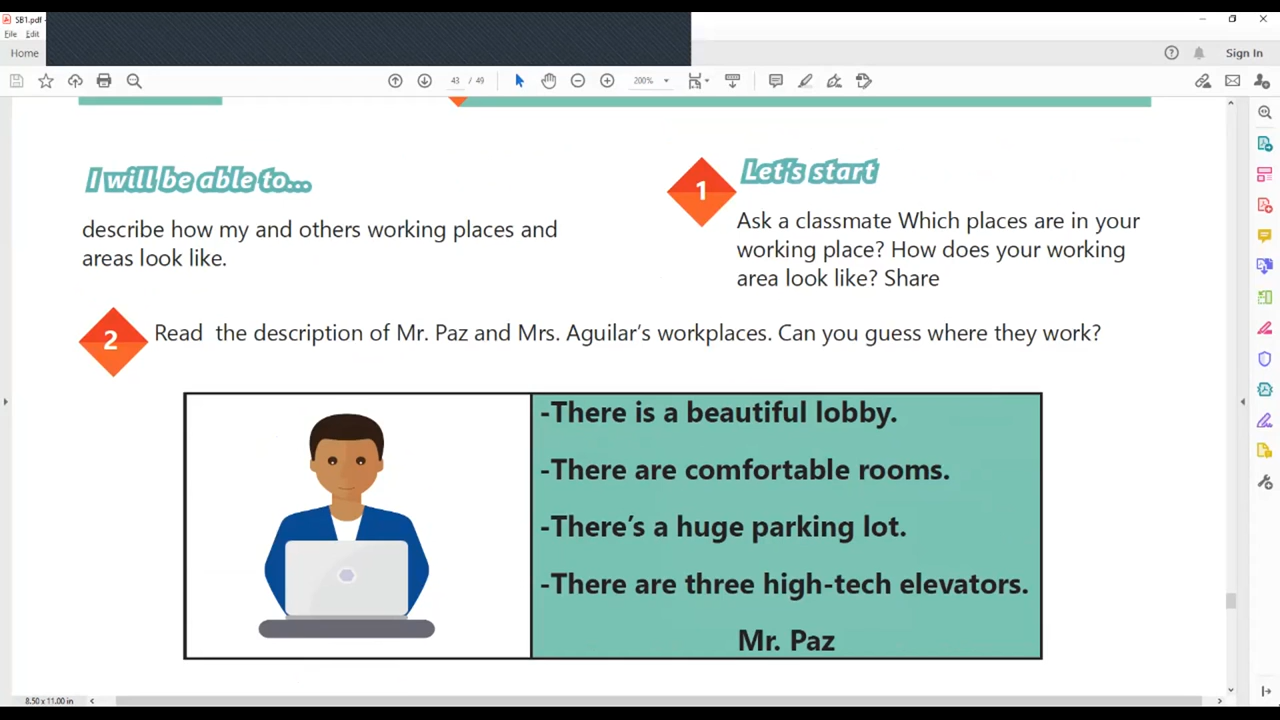 SB1.pdf -
File Edit
Home
Sign In
43 / 49
200%
I will be able to...
describe how my and others working places and
areas look like.
1
Let's start
Ask a classmate Which places are in your
working place? How does your working
area look like? Share
2
Read the description of Mr. Paz and Mrs. Aguilar's workplaces. Can you guess where they work?
-There is a beautiful lobby.
-There are comfortable rooms.
-There's a huge parking lot.
-There are three high-tech elevators.
Mr. Paz
8.50 x 11.00 in